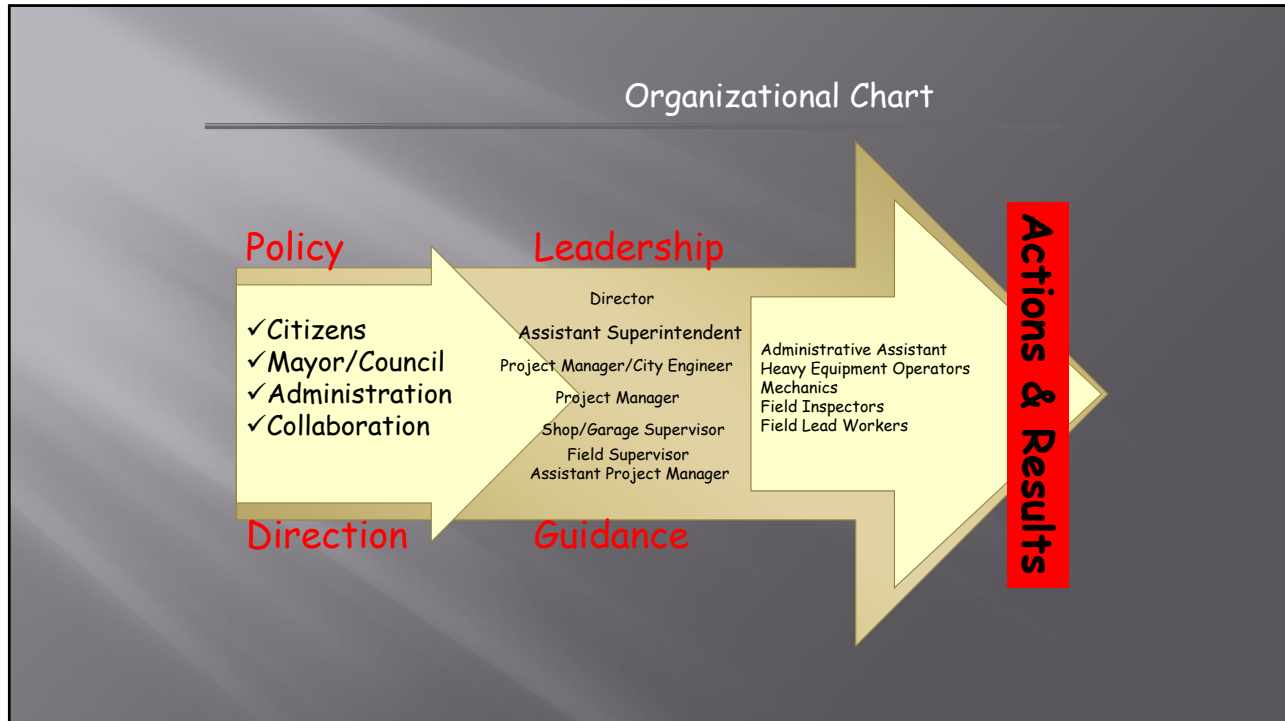 Organizational Chart
Policy
✓Citizens
✓Mayor/Council
✓Administration
✓Collaboration
Direction
Leadership
Director
Assistant Superintendent
Project Manager/City Engineer
Project Manager
Shop/Garage Supervisor
Field Supervisor
Assistant Project Manager
Guidance
Administrative Assistant
Heavy Equipment Operators
Mechanics
Field Inspectors
Field Lead Workers
Actions & Results